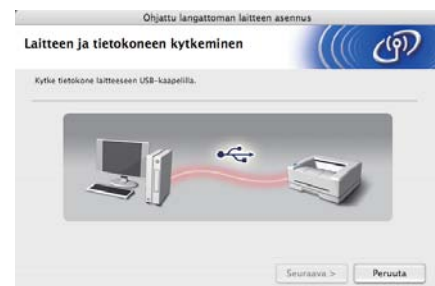 Ohjattu langattoman laitteen asennus
Laitteen ja tietokoneen kytkeminen
Kytke tietokone laitteeseen USB-kaapelilla.
Seuraava >
Peruuta